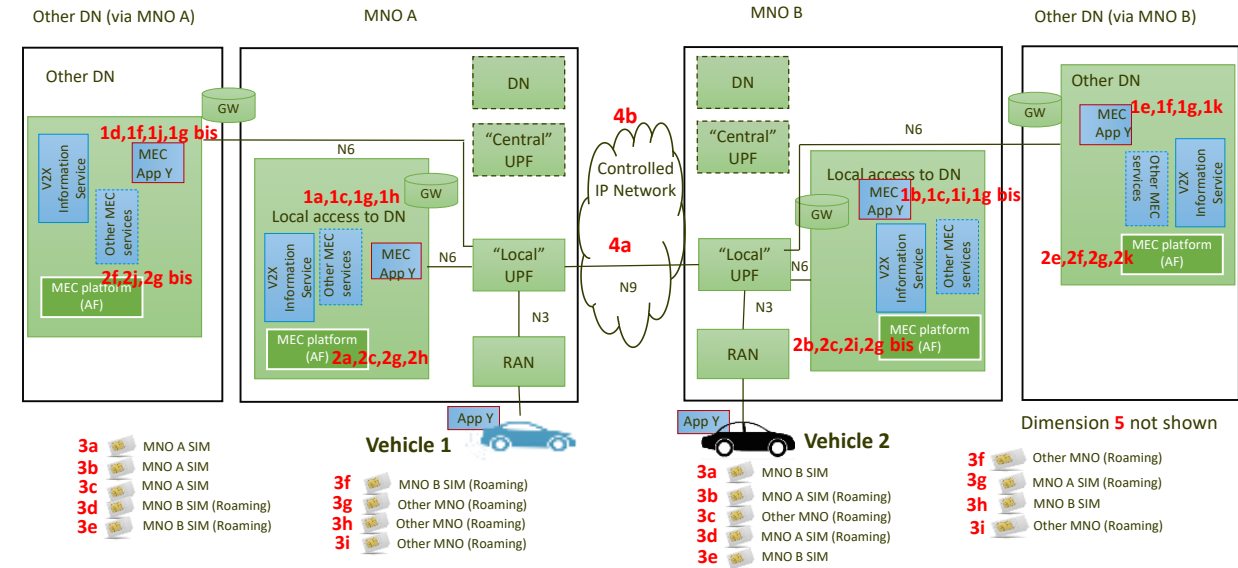 Other DN (via MNO A)
MNO A
MNO B
Other DN (via MNO B)
Other DN
GW
1d,1f,1j,1g bis
V2X
Information
Service
MEC
App Y
Other MEC
services
2f,2j,2g bis
MEC platform
(AF)
N6
DN
"Central"
UPF
1a,1c,1g,1h
GW
Local access to DN
V2X
Information
Service
Other MEC
services
MEC
App Y
N6
"Local"
UPF
MEC platform
(AF)
2a,2c,2g,2h
N3
RAN
App Y
4b
Controlled
IP Network
4a
N9
DN
"Central"
UPF
N6
Local access to DN
MEC
App Y
1b,1c,1i,1g bis
GW
"Local"
UPF
N6
V2X
Information
Service
Other MEC
services
N3
MEC platform
(AF)
2b,2c,2i,2g bis
RAN
App Y
Other DN
GW
MEC
App Y
1e,1f,1g,1k
Other MEC
services
V2X
Information
Service
2e,2f,2g,2k
MEC platform
(AF)
Dimension 5 not shown
3a MNO A SIM
3b MNO A SIM
3c MNO A SIM
3d MNO B SIM (Roaming)
3e MNO B SIM (Roaming)
Vehicle 1
3f MNO B SIM (Roaming)
3g Other MNO (Roaming)
3h Other MNO (Roaming)
3i Other MNO (Roaming)
Vehicle 2
3a MNO B SIM
3b MNO A SIM (Roaming)
3c Other MNO (Roaming)
3d MNO A SIM (Roaming)
3e MNO B SIM
3f Other MNO (Roaming)
3g MNO A SIM (Roaming)
3h MNO B SIM
3i Other MNO (Roaming)